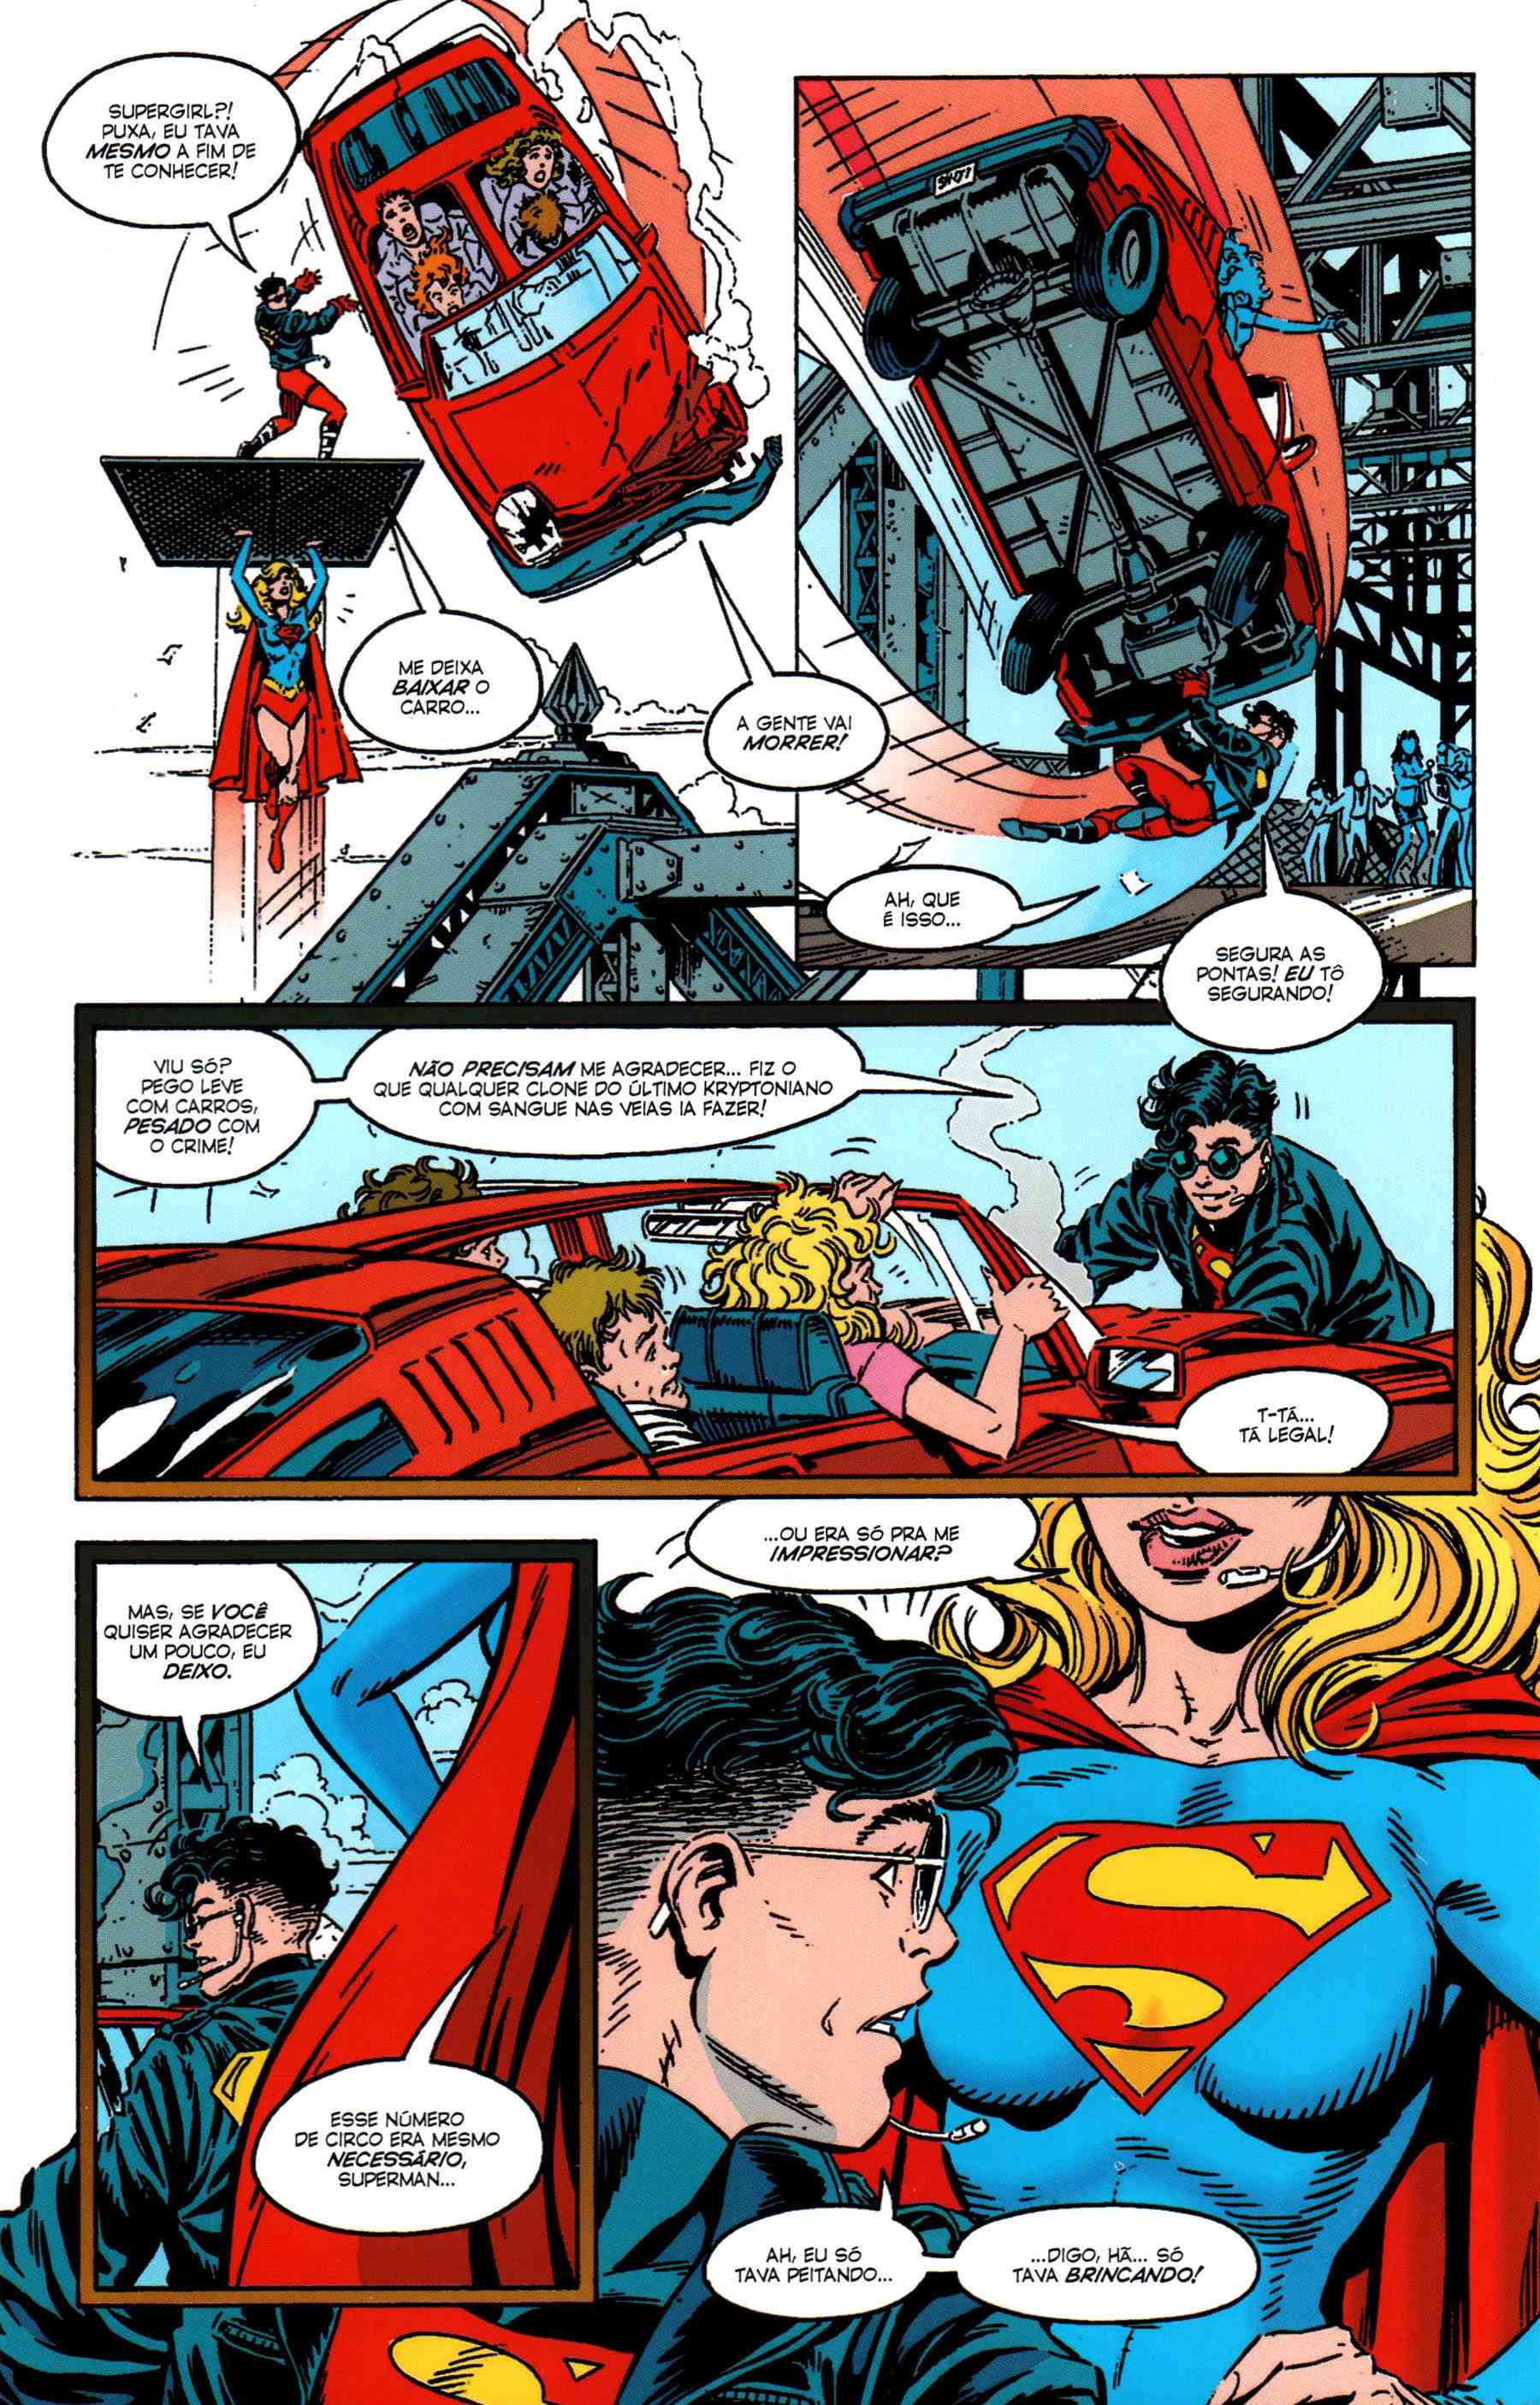 SUPERGIRL?!
PUXA, EU TAVA
MESMO A FIM DE
TE CONHECER!
ME DEIXA
BAIXAR O
CARRO...
A GENTE VAI
MORRER!
AH, QUE
É ISSO...
SEGURA AS
PONTAS! EU TÔ
SEGURANDO!
VIU SÓ?
PEGO LEVE
COM CARROS,
PESADO COM
O CRIME!
NÃO PRECISAM ME AGRADECER... FIZ O
QUE QUALQUER CLONE DO ÚLTIMO KRYPTONIANO
COM SANGUE NAS VEIAS IA FAZER!
T-TÁ...
TÁ LEGAL!
MAS, SE VOCÊ
QUISER AGRADECER
UM POUCO, EU
DEIXO.
ESSE NÚMERO
DE CIRCO ERA MESMO
NECESSÁRIO,
SUPERMAN...
...OU ERA SÓ PRA ME
IMPRESSIONAR?
AH, EU SÓ
TAVA PEITANDO...
...DIGO, HÃ... SÓ
TAVA BRINCANDO!